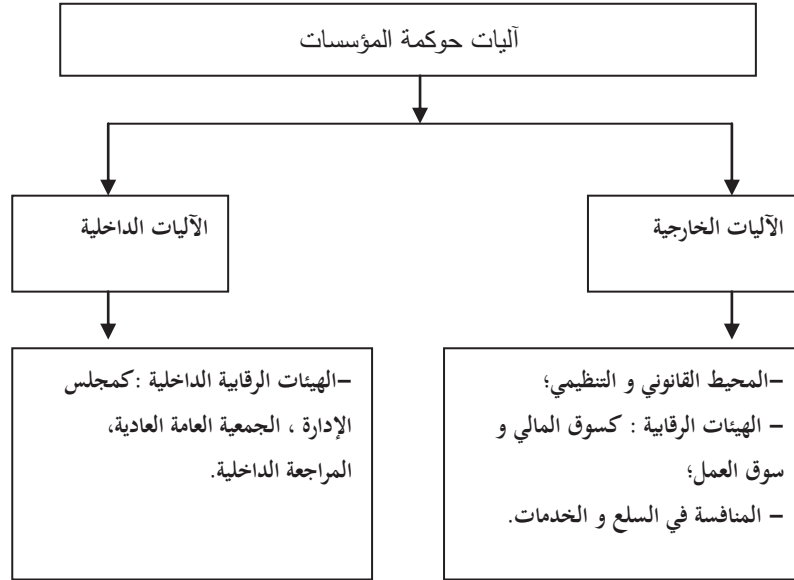 آليات حوكمة المؤسسات
الآليات الخارجية
الآليات الداخلية
–المحيط القانوني و التنظيمي؛
– الهيئات الرقابية : كسوق المالي و
سوق العمل؛
– المنافسة في السلع و الخدمات.
–الهيئات الرقابية الداخلية :كمجلس
الإدارة ، الجمعية العامة العادية،
المراجعة الداخلية.